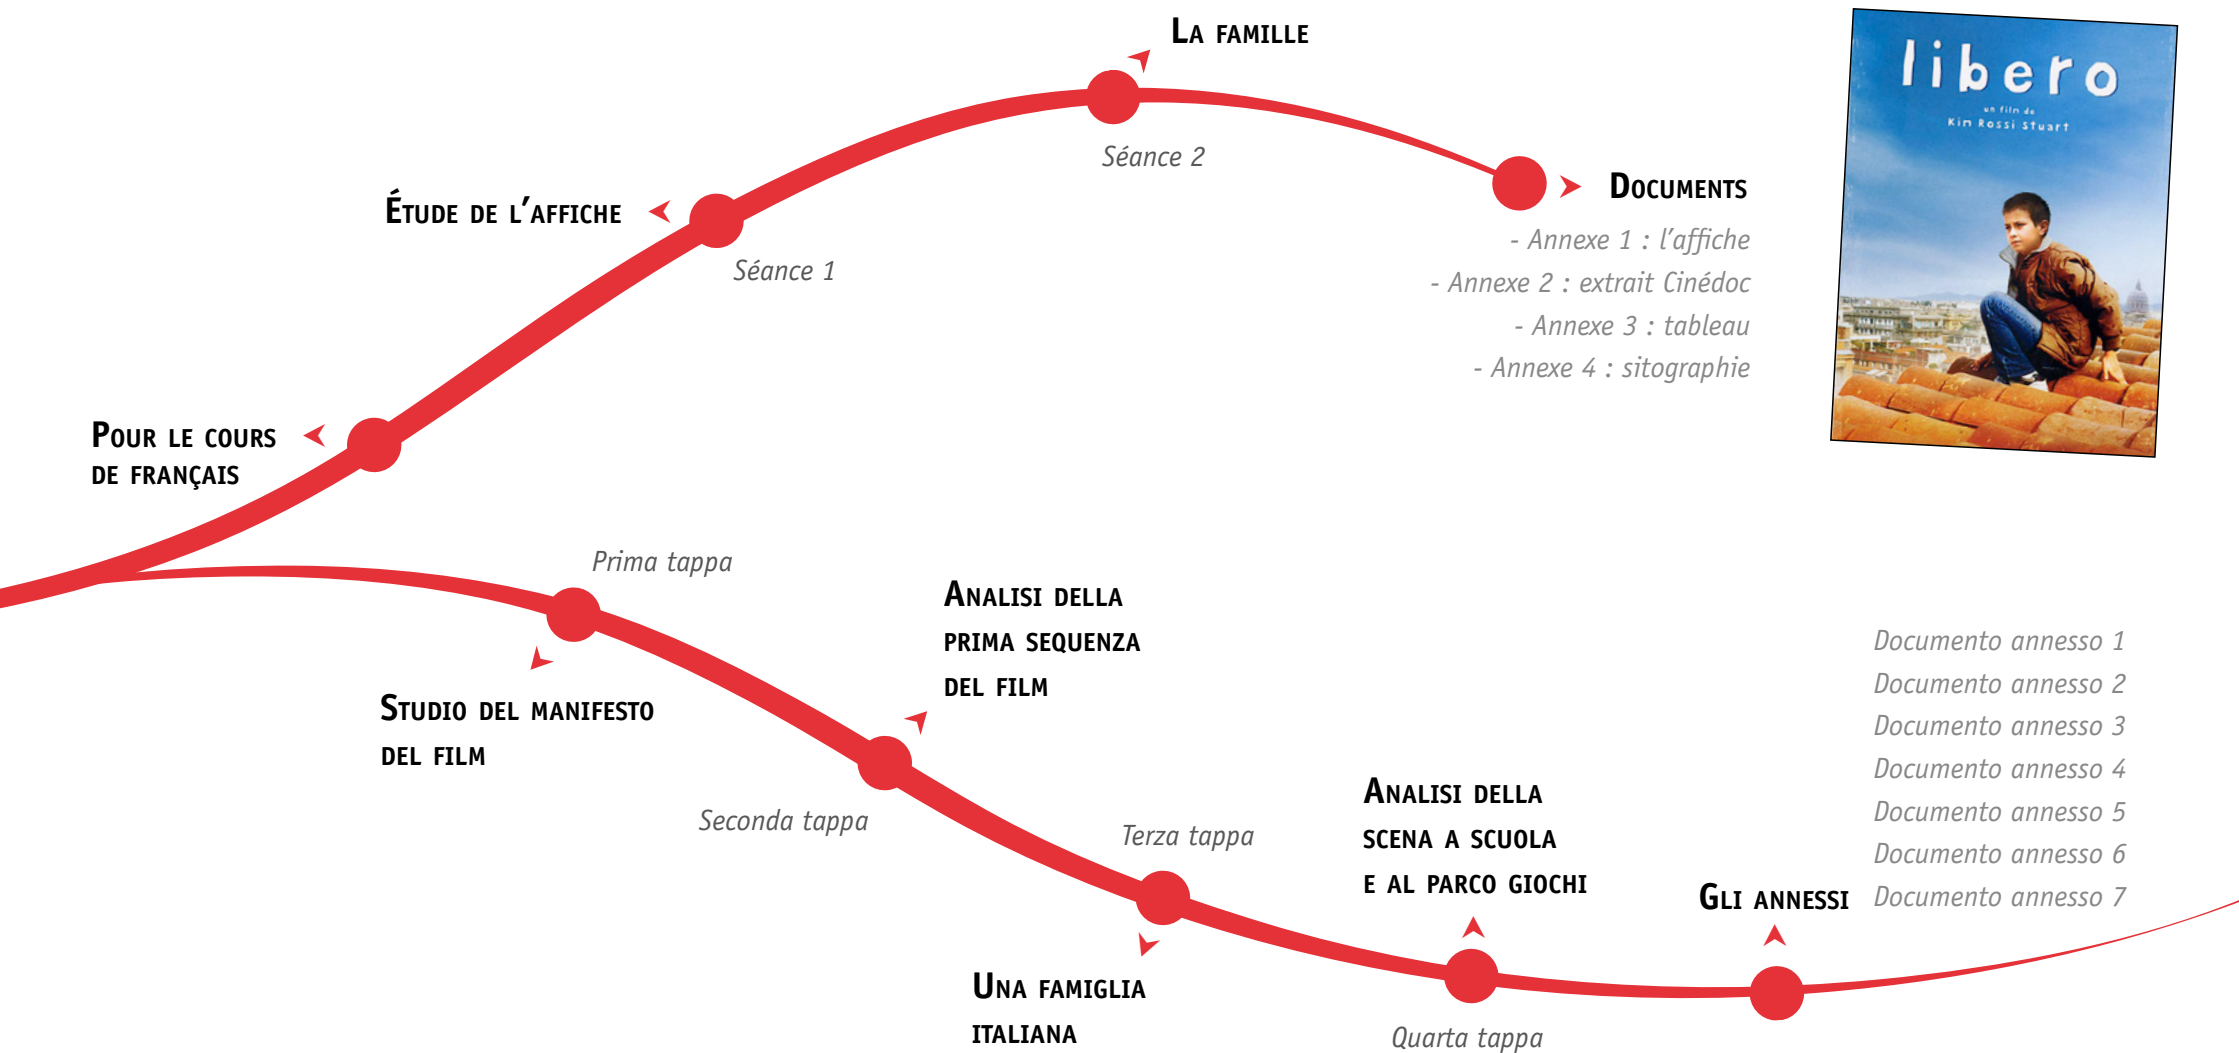 La famille
Séance 2
Étude de l’affiche
Séance 1
Documents
- Annexe 1 : l’affiche
- Annexe 2 : extrait Cinédoc
- Annexe 3 : tableau
- Annexe 4 : sitographie
libero
un film de
Kim Rossi Stuart
Pour le cours
de français
Prima tappa
Studio del manifesto
del film
Analisi della
prima sequenza
del film
Seconda tappa
Terza tappa
Una famiglia
italiana
Analisi della
scena a scuola
e al parco giochi
Quarta tappa
Gli annessi
Documento annesso 1
Documento annesso 2
Documento annesso 3
Documento annesso 4
Documento annesso 5
Documento annesso 6
Documento annesso 7